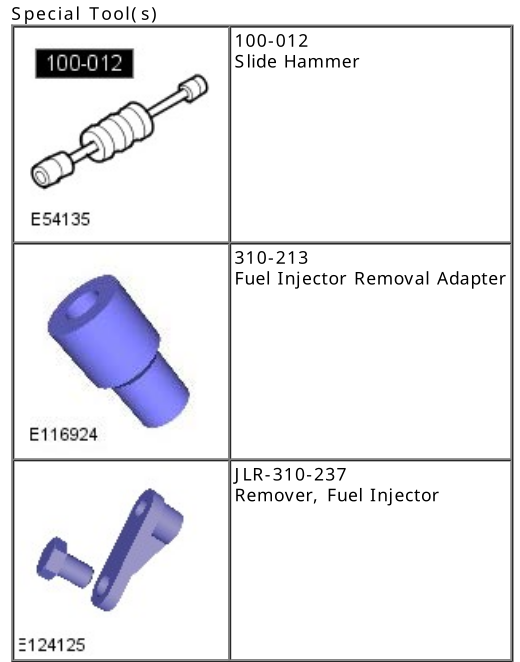 Special Tool(s)
100-012
E54135
100-012
Slide Hammer
E116924
310-213
Fuel Injector Removal Adapter
E124125
JLR-310-237
Remover, Fuel Injector